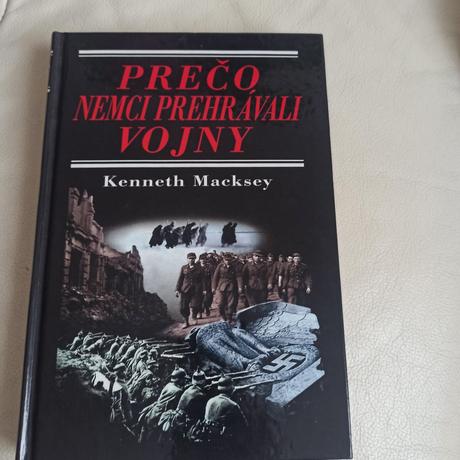 PREČO
NEMCI PREHRÁVALI
VOJNY
Kenneth Macksey